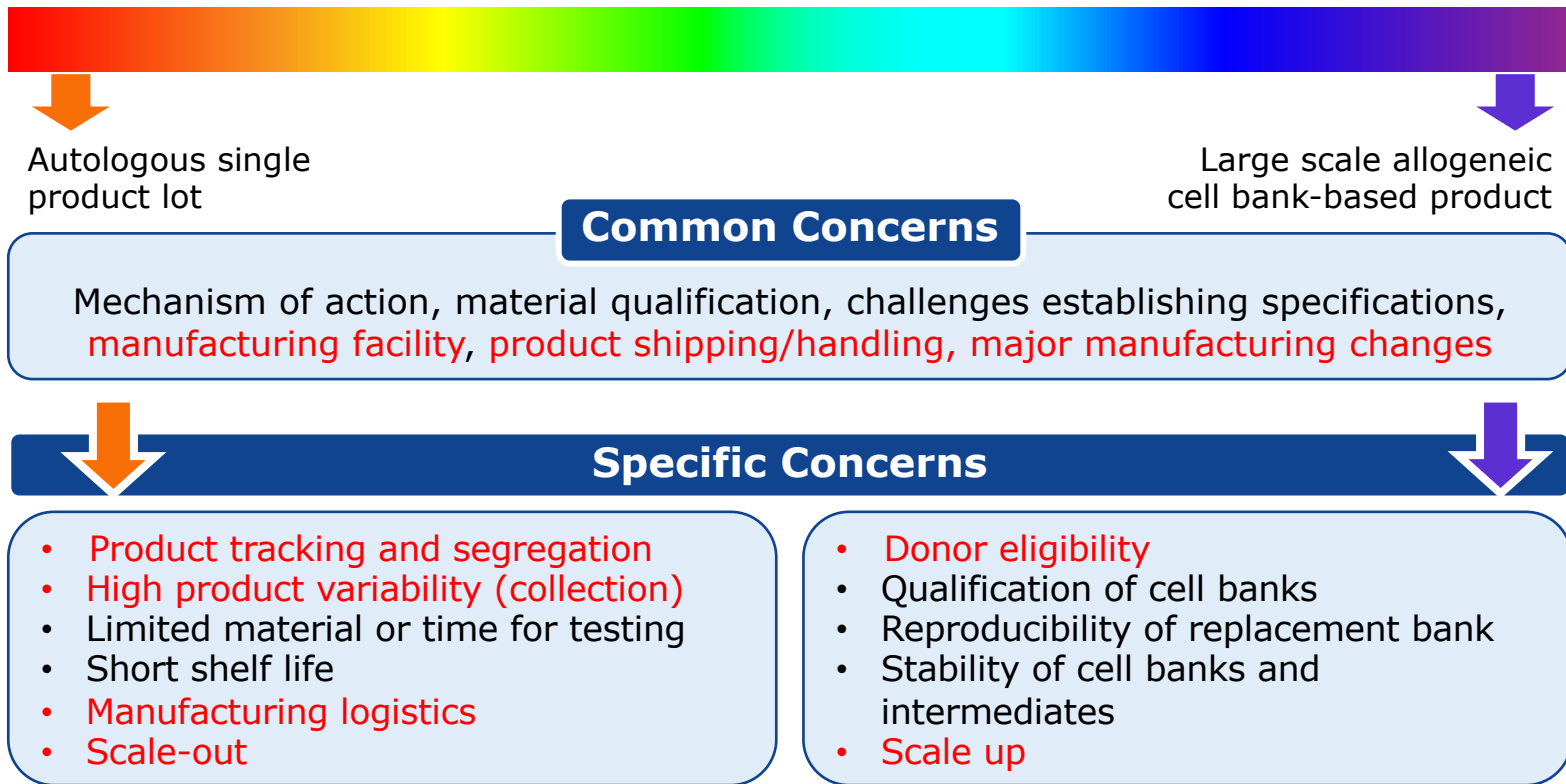 Autologous single
product lot
Large scale allogeneic
cell bank-based product
Common Concerns
Mechanism of action, material qualification, challenges establishing specifications,
manufacturing facility, product shipping/handling, major manufacturing changes
Specific Concerns
• Product tracking and segregation
• High product variability (collection)
• Limited material or time for testing
• Short shelf life
• Manufacturing logistics
• Scale-out
• Donor eligibility
• Qualification of cell banks
• Reproducibility of replacement bank
• Stability of cell banks and
intermediates
• Scale up